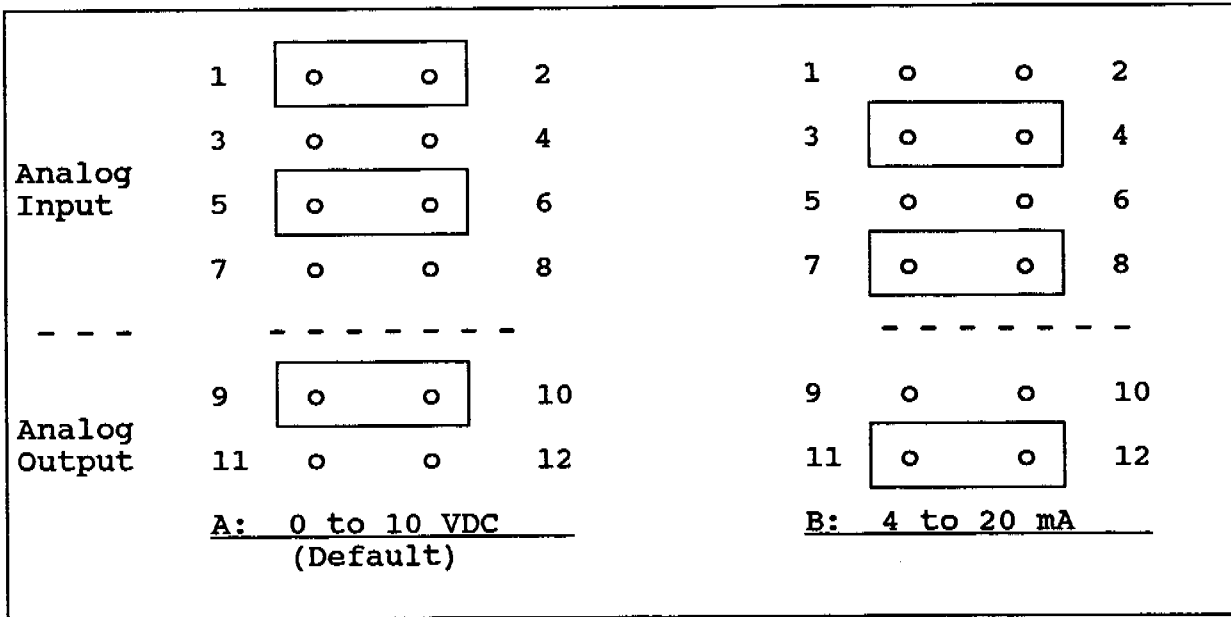 1 2 1 2
3 4 3 4
Analog
Input 5 6 5 6
7 8 7 8
9 10 9 10
Analog
Output 11 12 11 12
A: 0 to 10 VDC B: 4 to 20 mA
(Default)